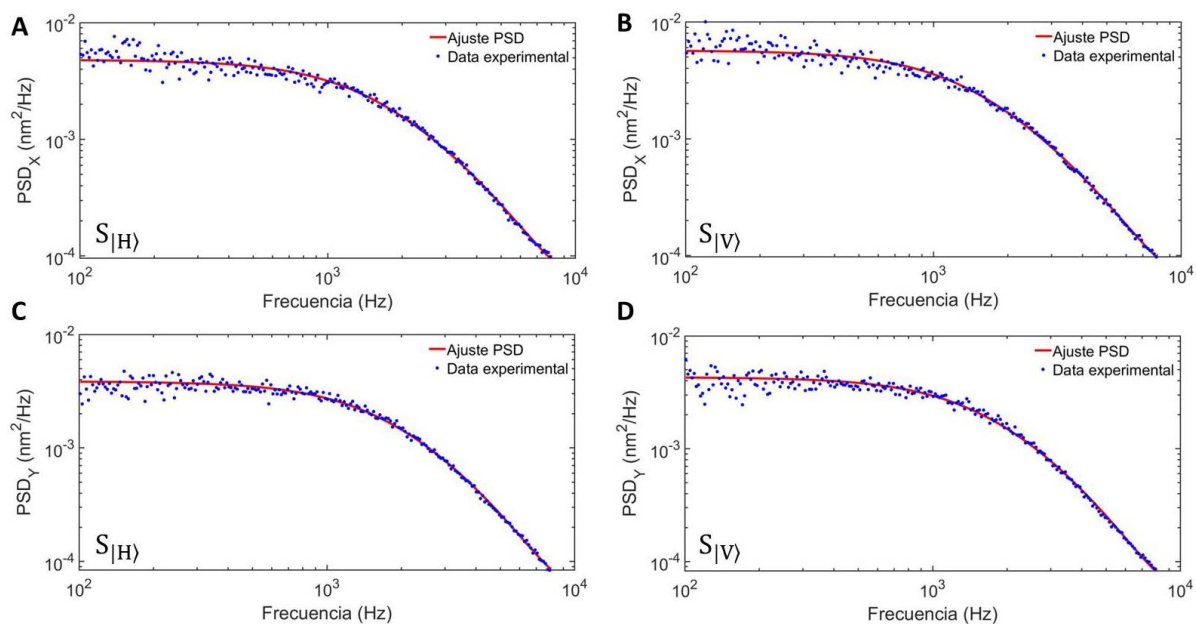 A
10^-2
10^-3
10^-4
PSD_X (nm^2/Hz)
Ajuste PSD
Data experimental
S_|H⟩
10^2
10^3
10^4
Frecuencia (Hz)
B
10^-2
10^-3
10^-4
PSD_X (nm^2/Hz)
Ajuste PSD
Data experimental
S_|V⟩
10^2
10^3
10^4
Frecuencia (Hz)
C
10^-2
10^-3
10^-4
PSD_Y (nm^2/Hz)
Ajuste PSD
Data experimental
S_|H⟩
10^2
10^3
10^4
Frecuencia (Hz)
D
10^-2
10^-3
10^-4
PSD_Y (nm^2/Hz)
Ajuste PSD
Data experimental
S_|V⟩
10^2
10^3
10^4
Frecuencia (Hz)